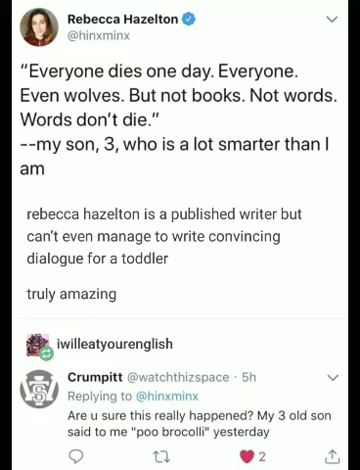 Rebecca Hazelton
@hinxminx
“Everyone dies one day. Everyone.
Even wolves. But not books. Not words.
Words don’t die.”
--my son, 3, who is a lot smarter than I
am
rebecca hazelton is a published writer but
can’t even manage to write convincing
dialogue for a toddler
truly amazing
iwilleatyourenglish
Crumpitt @watchthizspace · 5h
Replying to @hinxminx
Are u sure this really happened? My 3 old son
said to me "poo brocolli" yesterday
2